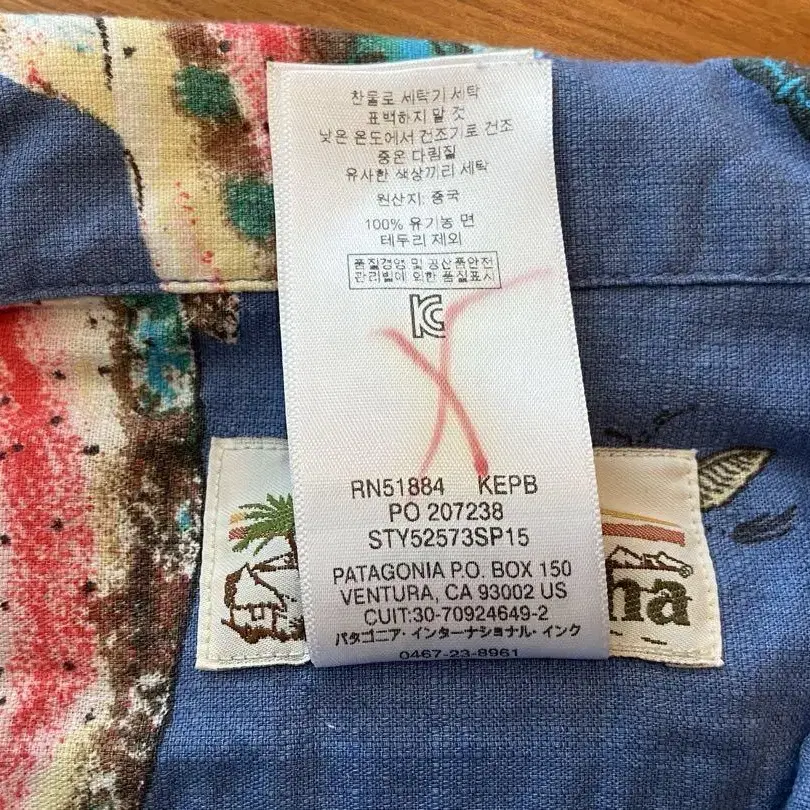 찬물로 세탁기 세탁
표백하지 말 것
낮은 온도에서 건조기로 건조
중온 다림질
유사한 색상끼리 세탁
원산지: 중국
100% 유기농 면
테두리 제외
품질경영 및 공산품안전
관리법에 의한 품질표시
RN51884 KEPB
PO 207238
STY52573SP15
PATAGONIA P.O. BOX 150
VENTURA, CA 93002 US
CUIT:30-70924649-2
パタゴニア・インターナショナル・インク
0467-23-8961
ha